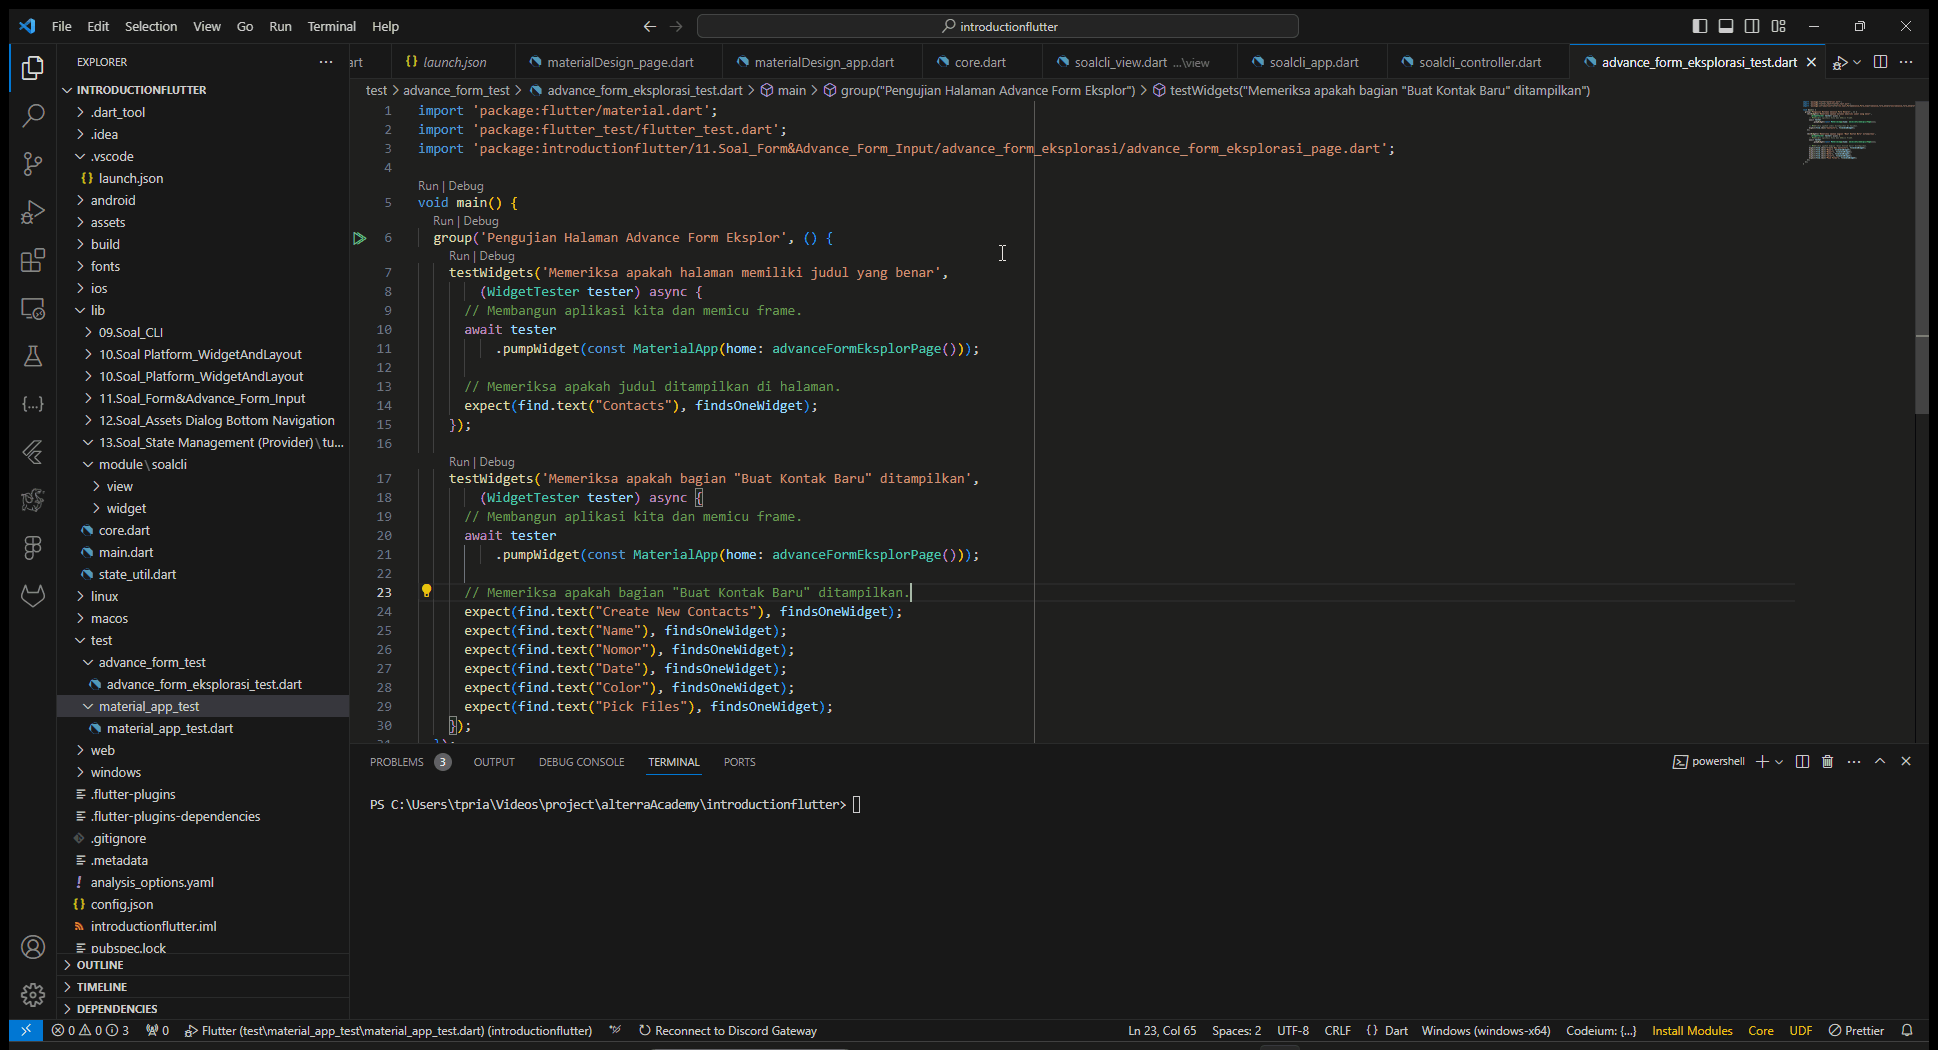 File Edit Selection View Go Run Terminal Help
introductionflutter
EXPLORER
art
launch.json
materialDesign_page.dart
materialDesign_app.dart
core.dart
soalcli_view.dart ...\view
soalcli_app.dart
soalcli_controller.dart
advance_form_eksplorasi_test.dart
INTRODUCTIONFLUTTER
.dart_tool
.idea
.vscode
launch.json
android
assets
build
fonts
ios
lib
09.Soal_CLI
10.Soal Platform_WidgetAndLayout
10.Soal_Platform_WidgetAndLayout
11.Soal_Form&Advance_Form_Input
12.Soal_Assets Dialog Bottom Navigation
13.Soal_State Management (Provider)\tu...
module\soalcli
view
widget
core.dart
main.dart
state_util.dart
linux
macos
test
advance_form_test
advance_form_eksplorasi_test.dart
material_app_test
material_app_test.dart
web
windows
.flutter-plugins
.flutter-plugins-dependencies
.gitignore
.metadata
analysis_options.yaml
config.json
introductionflutter.iml
pubspec.lock
OUTLINE
TIMELINE
DEPENDENCIES
test > advance_form_test > advance_form_eksplorasi_test.dart > main > group("Pengujian Halaman Advance Form Eksplor") > testWidgets("Memeriksa apakah bagian "Buat Kontak Baru" ditampilkan")
1 import 'package:flutter/material.dart';
2 import 'package:flutter_test/flutter_test.dart';
3 import 'package:introductionflutter/11.Soal_Form&Advance_Form_Input/advance_form_eksplorasi/advance_form_eksplorasi_page.dart';
4
Run | Debug
5 void main() {
Run | Debug
6 group('Pengujian Halaman Advance Form Eksplor', () {
Run | Debug
7 testWidgets('Memeriksa apakah halaman memiliki judul yang benar',
8 (WidgetTester tester) async {
9 // Membangun aplikasi kita dan memicu frame.
10 await tester
11 .pumpWidget(const MaterialApp(home: advanceFormEksplorPage()));
12
13 // Memeriksa apakah judul ditampilkan di halaman.
14 expect(find.text("Contacts"), findsOneWidget);
15 });
16
Run | Debug
17 testWidgets('Memeriksa apakah bagian "Buat Kontak Baru" ditampilkan',
18 (WidgetTester tester) async {
19 // Membangun aplikasi kita dan memicu frame.
20 await tester
21 .pumpWidget(const MaterialApp(home: advanceFormEksplorPage()));
22
23 // Memeriksa apakah bagian "Buat Kontak Baru" ditampilkan.
24 expect(find.text("Create New Contacts"), findsOneWidget);
25 expect(find.text("Name"), findsOneWidget);
26 expect(find.text("Nomor"), findsOneWidget);
27 expect(find.text("Date"), findsOneWidget);
28 expect(find.text("Color"), findsOneWidget);
29 expect(find.text("Pick Files"), findsOneWidget);
30 });
31 });
PROBLEMS 3 OUTPUT DEBUG CONSOLE TERMINAL PORTS
powershell
PS C:\Users\tpria\Videos\project\alterraAcademy\introductionflutter>
0 0 3 0 Flutter (test\material_app_test\material_app_test.dart) (introductionflutter) Reconnect to Discord Gateway
Ln 23, Col 65 Spaces: 2 UTF-8 CRLF {} Dart Windows (windows-x64) Codeium: {...} Install Modules Core UDF Prettier